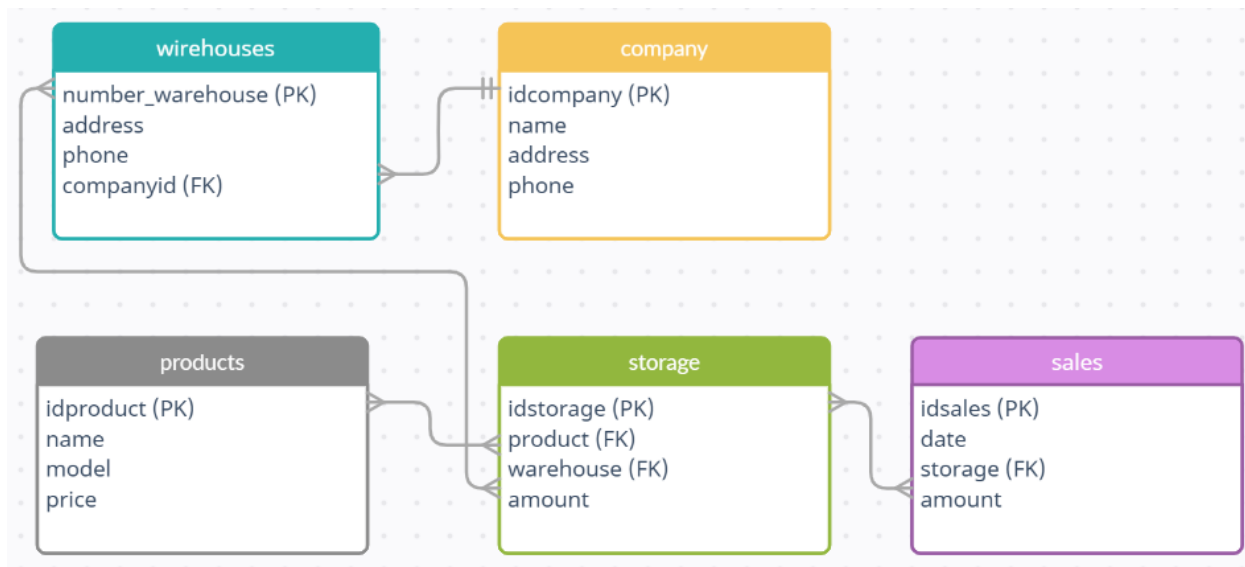 wirehouses
number_warehouse (PK)
address
phone
companyid (FK)
company
idcompany (PK)
name
address
phone
products
idproduct (PK)
name
model
price
storage
idstorage (PK)
product (FK)
warehouse (FK)
amount
sales
idsales (PK)
date
storage (FK)
amount